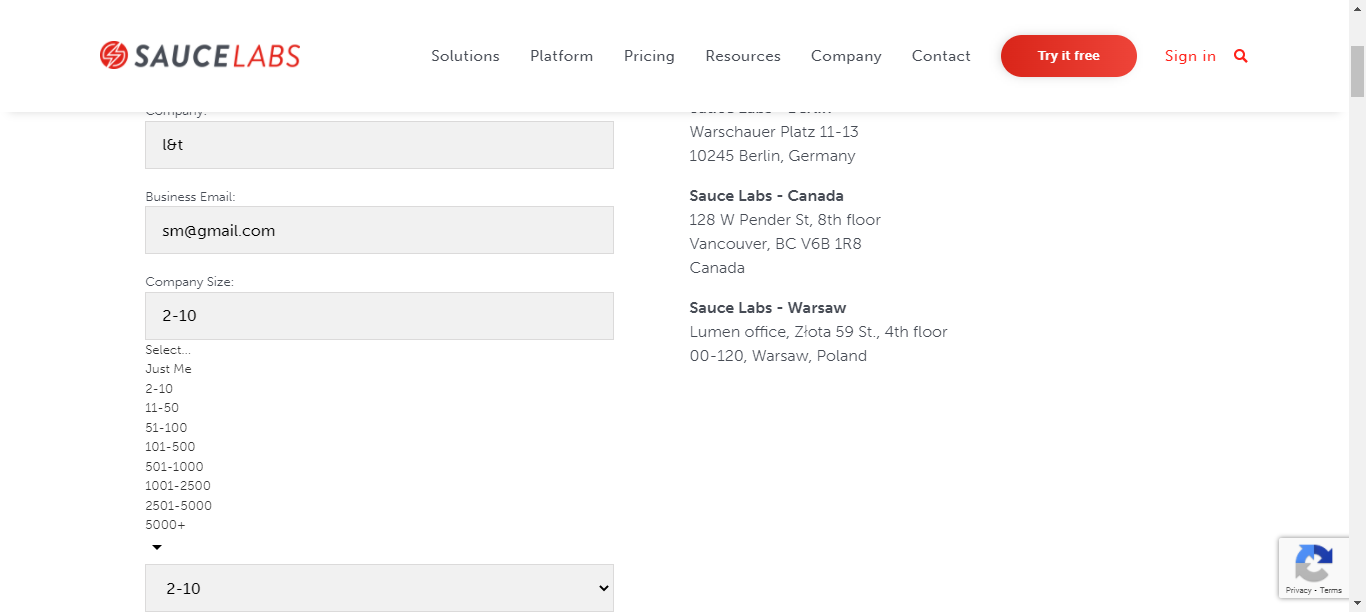 SAUCELABS
Solutions
Platform
Pricing
Resources
Company
Contact
Try it free
Sign in
Company:
l&t
Business Email:
sm@gmail.com
Company Size:
2-10
Select...
Just Me
2-10
11-50
51-100
101-500
501-1000
1001-2500
2501-5000
5000+
2-10
Sauce Labs - Berlin
Warschauer Platz 11-13
10245 Berlin, Germany
Sauce Labs - Canada
128 W Pender St, 8th floor
Vancouver, BC V6B 1R8
Canada
Sauce Labs - Warsaw
Lumen office, Złota 59 St., 4th floor
00-120, Warsaw, Poland
Privacy - Terms